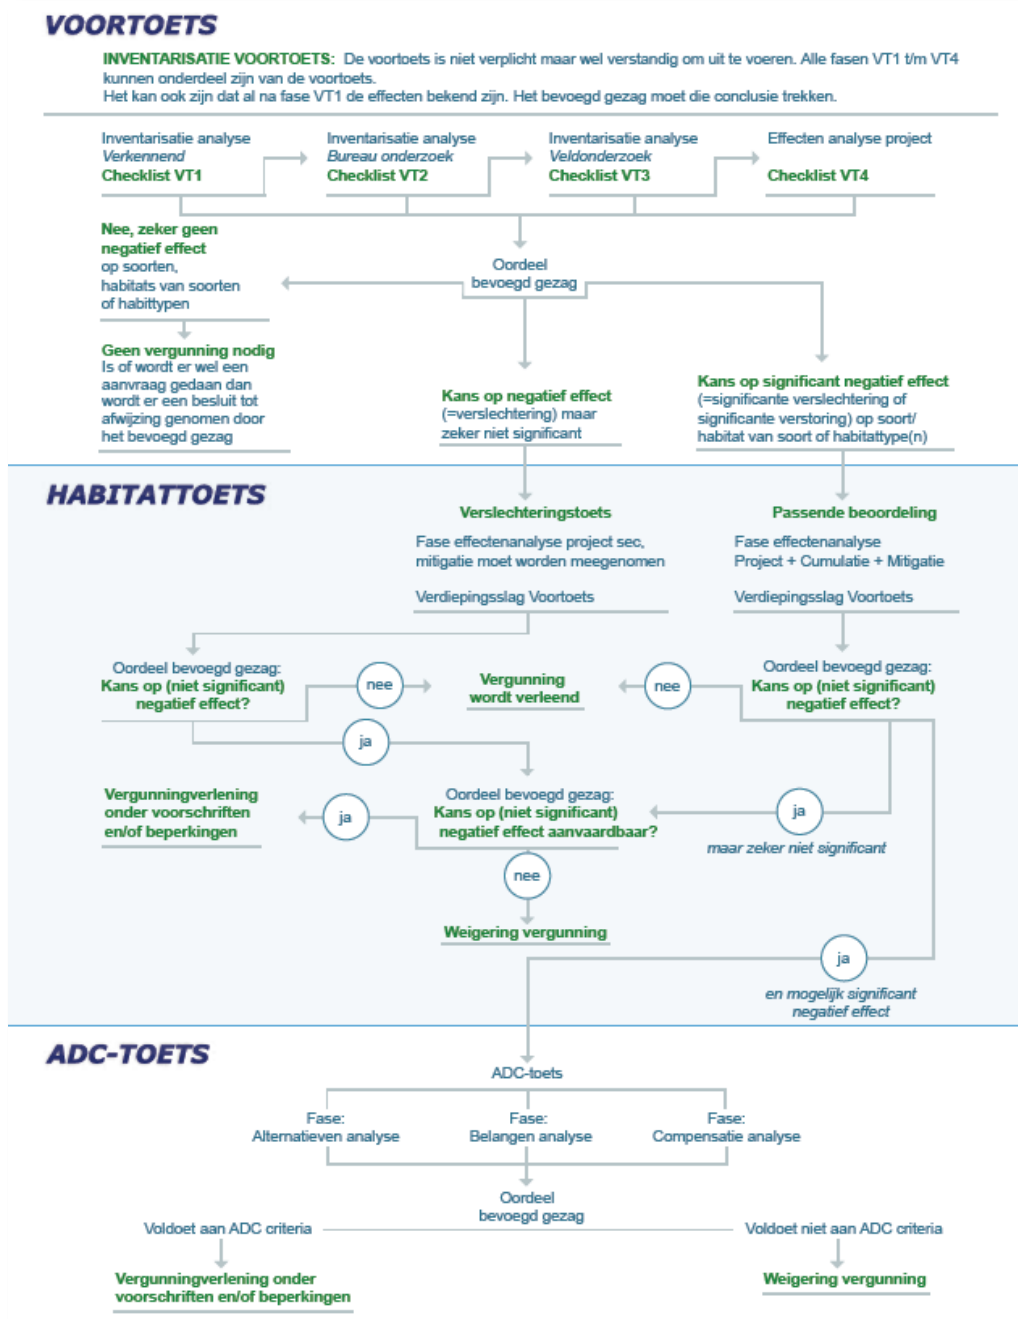 VOORTOETS
INVENTARISATIE VOORTOETS: De voortoets is niet verplicht maar wel verstandig om uit te voeren. Alle fasen VT1 t/m VT4
kunnen onderdeel zijn van de voortoets.
Het kan ook zijn dat al na fase VT1 de effecten bekend zijn. Het bevoegd gezag moet die conclusie trekken.
Inventarisatie analyse
Verkennend
Checklist VT1
Inventarisatie analyse
Bureau onderzoek
Checklist VT2
Inventarisatie analyse
Veldonderzoek
Checklist VT3
Effecten analyse project
Checklist VT4
Nee, zeker geen
negatief effect
op soorten,
habitats van soorten
of habittypen
Oordeel
bevoegd gezag
Geen vergunning nodig
Is of wordt er wel een
aanvraag gedaan dan
wordt er een besluit tot
afwijzing genomen door
het bevoegd gezag
Kans op negatief effect
(=verslechtering) maar
zeker niet significant
Kans op significant negatief effect
(=significante verslechtering of
significante verstoring) op soort/
habitat van soort of habitattype(n)
HABITATTOETS
Verslechteringstoets
Fase effectenanalyse project sec,
mitigatie moet worden meegenomen
Verdiepingsslag Voortoets
Passende beoordeling
Fase effectenanalyse
Project + Cumulatie + Mitigatie
Verdiepingsslag Voortoets
Oordeel bevoegd gezag:
Kans op (niet significant)
negatief effect?
nee
Vergunning
wordt verleend
nee
Oordeel bevoegd gezag:
Kans op (niet significant)
negatief effect?
ja
Vergunningverlening
onder voorschriften
en/of beperkingen
ja
Oordeel bevoegd gezag:
Kans op (niet significant)
negatief effect aanvaardbaar?
ja
maar zeker niet significant
nee
Weigering vergunning
ja
en mogelijk significant
negatief effect
ADC-TOETS
ADC-toets
Fase:
Alternatieven analyse
Fase:
Belangen analyse
Fase:
Compensatie analyse
Oordeel
bevoegd gezag
Voldoet aan ADC criteria
Voldoet niet aan ADC criteria
Vergunningverlening onder
voorschriften en/of beperkingen
Weigering vergunning